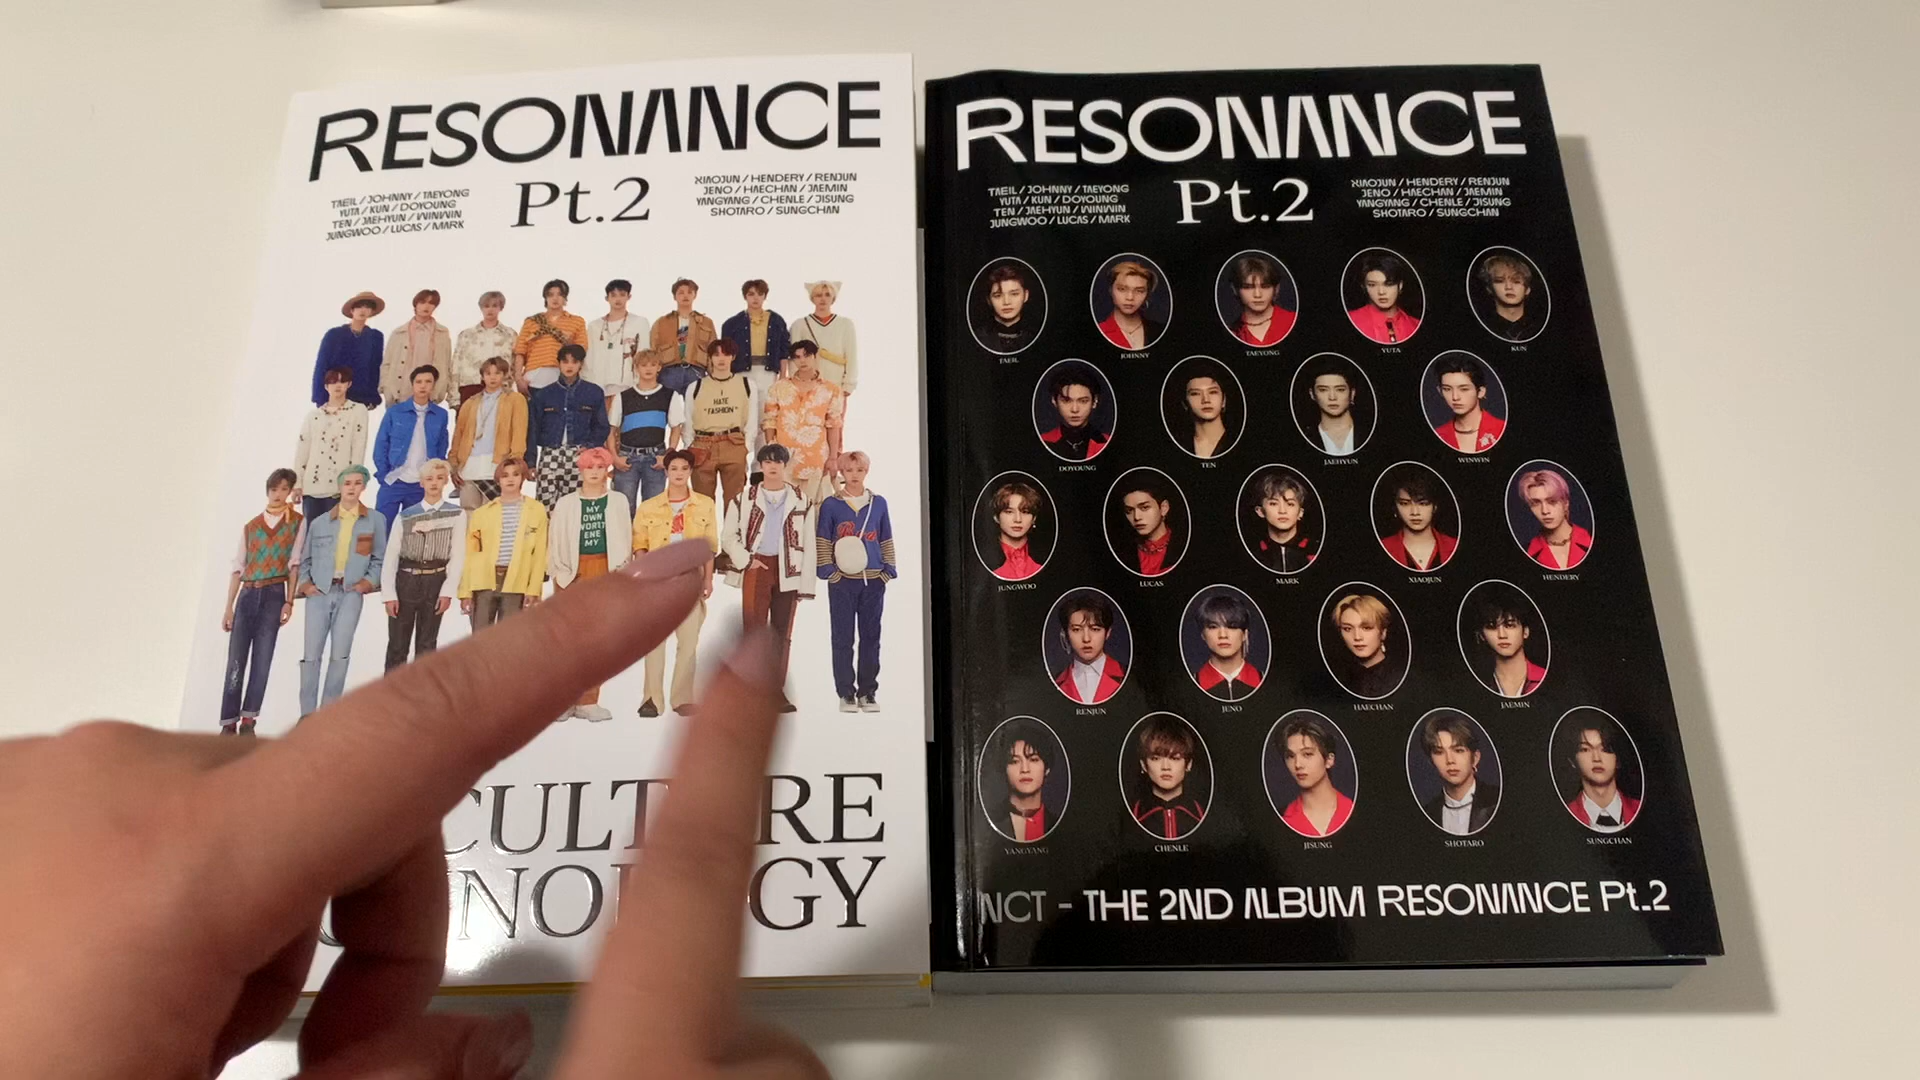 RESONANCE
Pt.2
TAEIL / JOHNNY / TAEYONG
YUTA / KUN / DOYOUNG
TEN / JAEHYUN / WINWIN
JUNGWOO / LUCAS / MARK
XIAOJUN / HENDERY / RENJUN
JENO / HAECHAN / JAEMIN
YANGYANG / CHENLE / JISUNG
SHOTARO / SUNGCHAN
I
HATE
"FASHION"
MY
OWN
WORST
ENE
MY
RESONANCE
Pt.2
TAEIL / JOHNNY / TAEYONG
YUTA / KUN / DOYOUNG
TEN / JAEHYUN / WINWIN
JUNGWOO / LUCAS / MARK
XIAOJUN / HENDERY / RENJUN
JENO / HAECHAN / JAEMIN
YANGYANG / CHENLE / JISUNG
SHOTARO / SUNGCHAN
TAEIL JOHNNY TAEYONG YUTA KUN
DOYOUNG TEN JAEHYUN WINWIN
JUNGWOO LUCAS MARK XIAOJUN HENDERY
RENJUN JENO HAECHAN JAEMIN
YANGYANG CHENLE JISUNG SHOTARO SUNGCHAN
NCT - THE 2ND ALBUM RESONANCE Pt.2